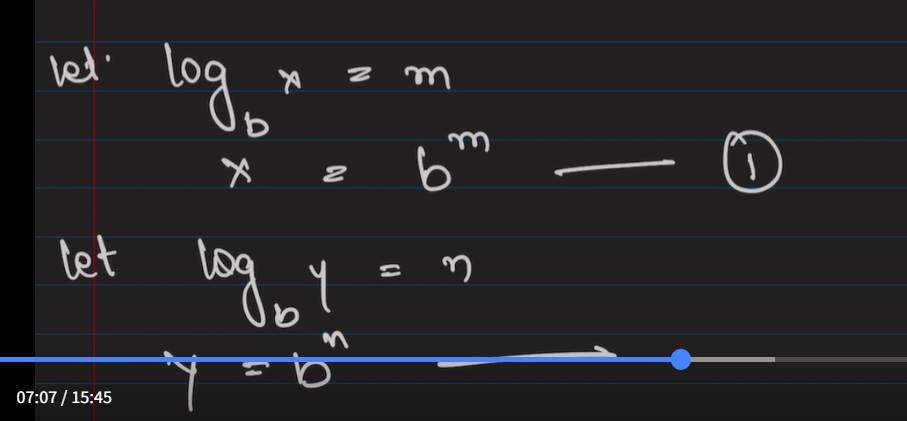 let log_b x = m
x = b^m — ①
let log_b y = n
y = b^n →
07:07 / 15:45